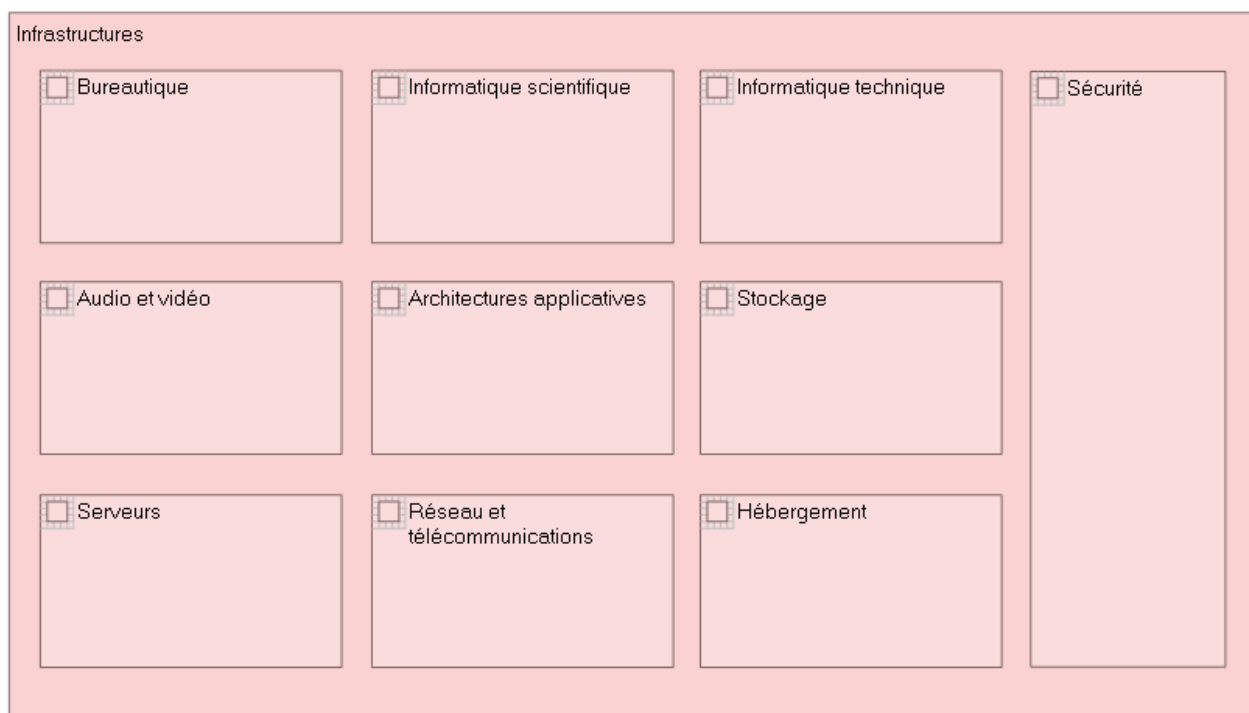 Infrastructures
Bureautique
Informatique scientifique
Informatique technique
Sécurité
Audio et vidéo
Architectures applicatives
Stockage
Serveurs
Réseau et
télécommunications
Hébergement